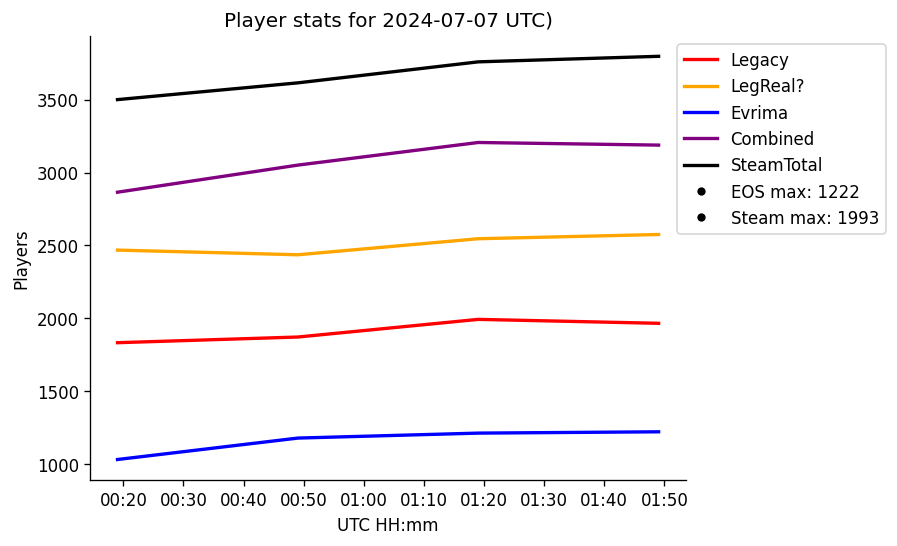 Player stats for 2024-07-07 UTC)
Legacy
LegReal?
Evrima
Combined
SteamTotal
EOS max: 1222
Steam max: 1993
Players
3500
3000
2500
2000
1500
1000
00:20 00:30 00:40 00:50 01:00 01:10 01:20 01:30 01:40 01:50
UTC HH:mm